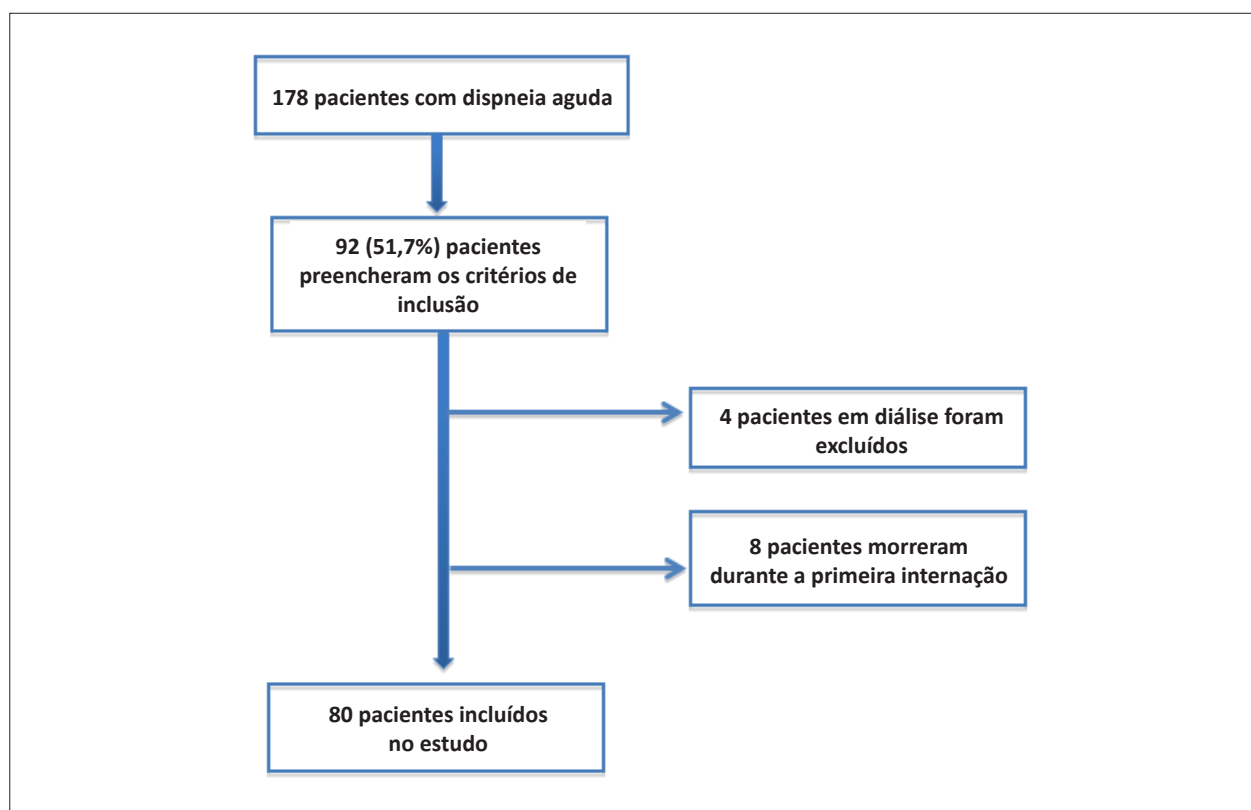 178 pacientes com dispneia aguda
92 (51,7%) pacientes
preencheram os critérios de
inclusão
4 pacientes em diálise foram
excluídos
8 pacientes morreram
durante a primeira internação
80 pacientes incluídos
no estudo